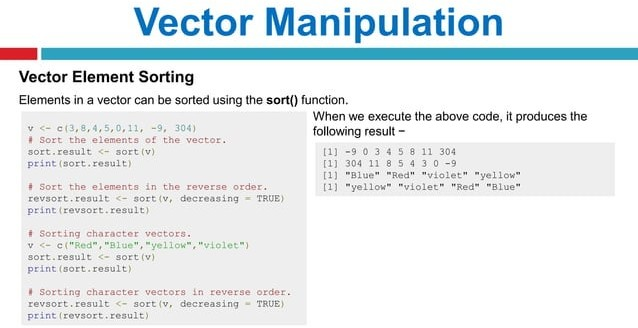 Vector Manipulation
Vector Element Sorting
Elements in a vector can be sorted using the sort() function.
v <- c(3,8,4,5,0,11, -9, 304)
# Sort the elements of the vector.
sort.result <- sort(v)
print(sort.result)
# Sort the elements in the reverse order.
revsort.result <- sort(v, decreasing = TRUE)
print(revsort.result)
# Sorting character vectors.
v <- c("Red","Blue","yellow","violet")
sort.result <- sort(v)
print(sort.result)
# Sorting character vectors in reverse order.
revsort.result <- sort(v, decreasing = TRUE)
print(revsort.result)
When we execute the above code, it produces the
following result −
[1] -9 0 3 4 5 8 11 304
[1] 304 11 8 5 4 3 0 -9
[1] "Blue" "Red" "violet" "yellow"
[1] "yellow" "violet" "Red" "Blue"